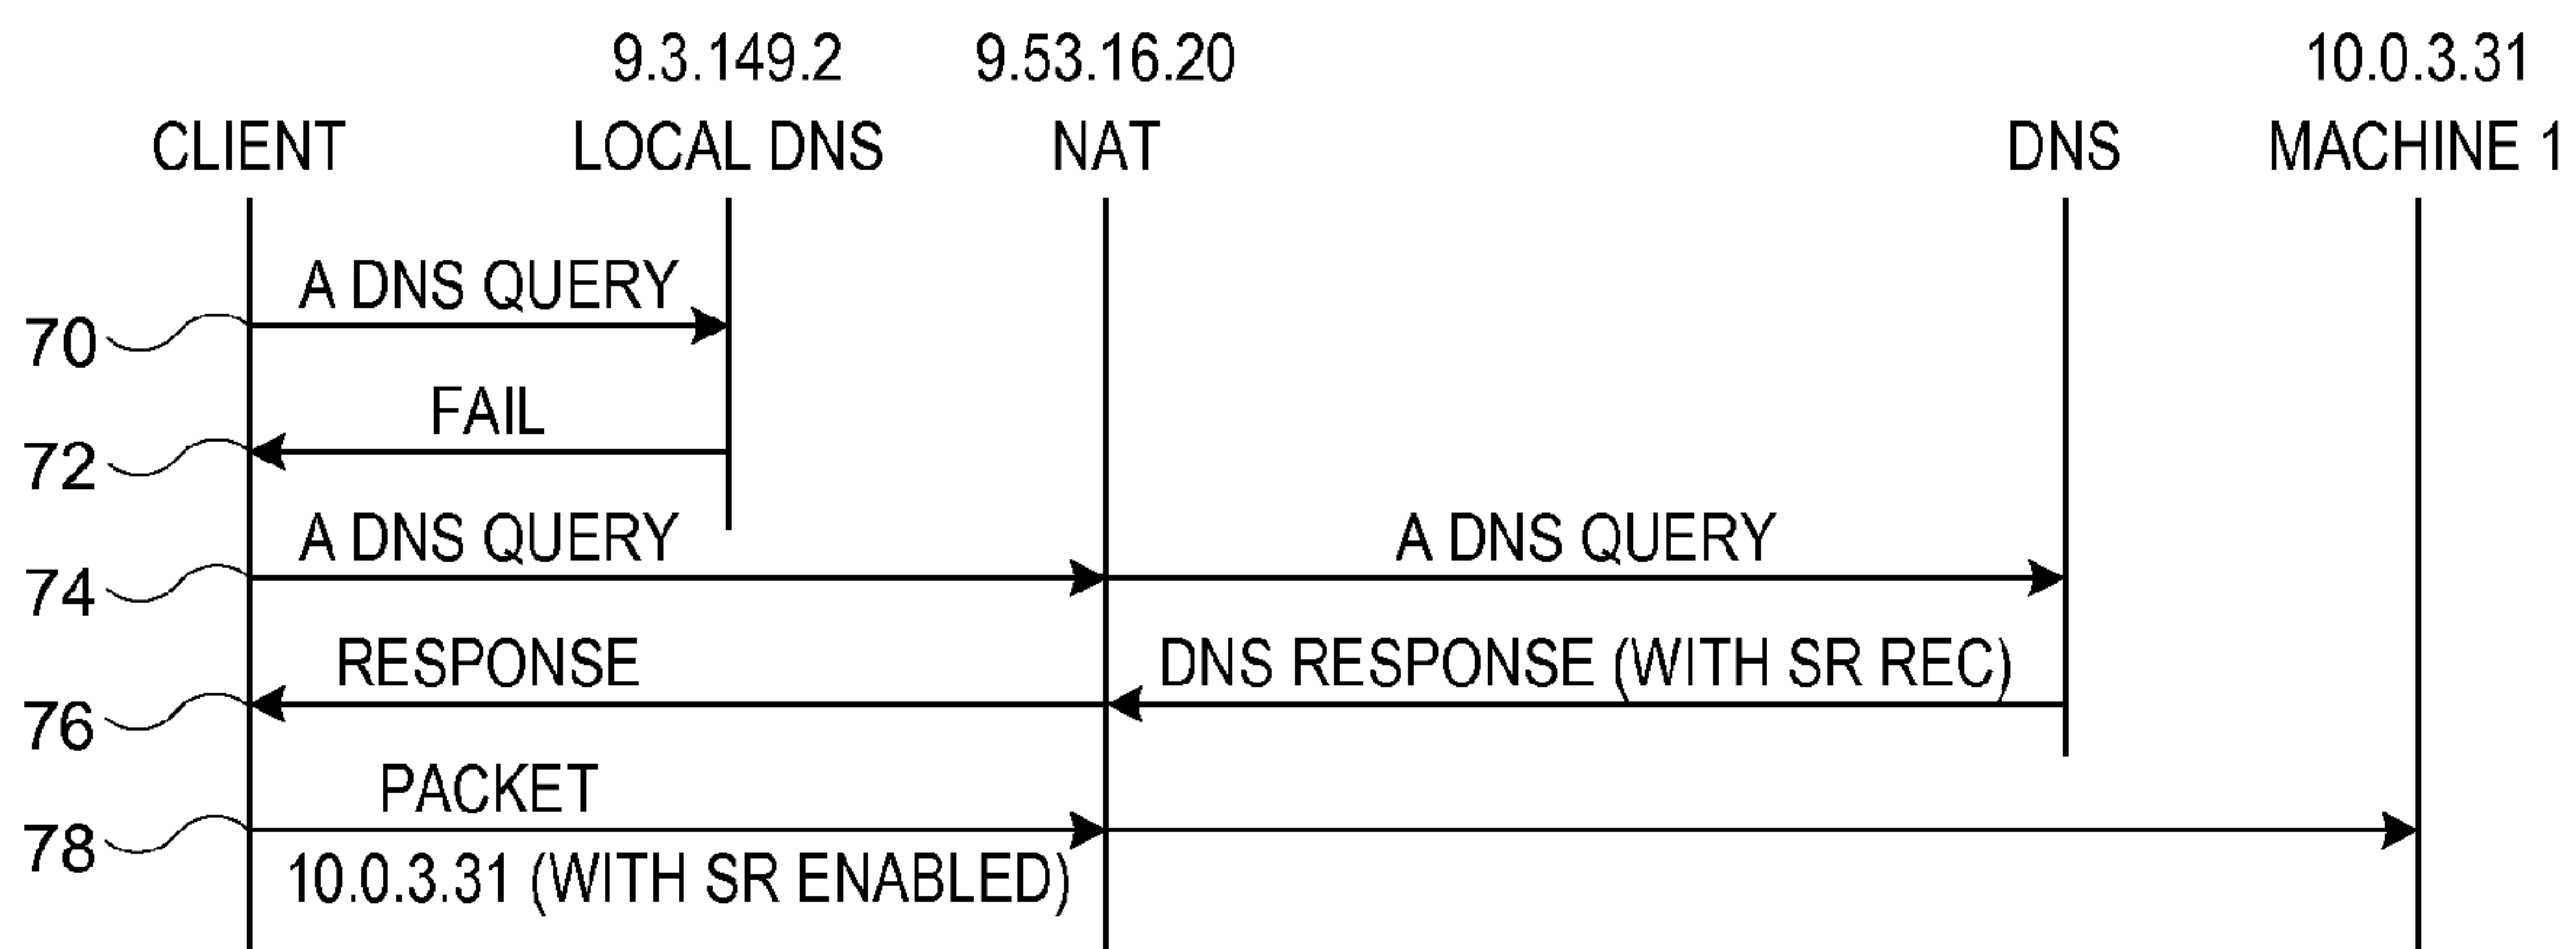 9.3.149.2 9.53.16.20 10.0.3.31
CLIENT LOCAL DNS NAT DNS MACHINE 1
A DNS QUERY
70
FAIL
72
A DNS QUERY A DNS QUERY
74
RESPONSE DNS RESPONSE (WITH SR REC)
76
PACKET
78
10.0.3.31 (WITH SR ENABLED)